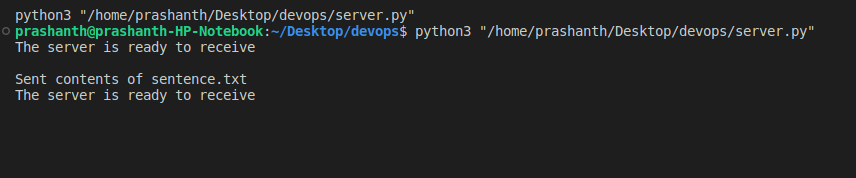 python3 "/home/prashanth/Desktop/devops/server.py"
prashanth@prashanth-HP-Notebook:~/Desktop/devops$ python3 "/home/prashanth/Desktop/devops/server.py"
The server is ready to receive
Sent contents of sentence.txt
The server is ready to receive